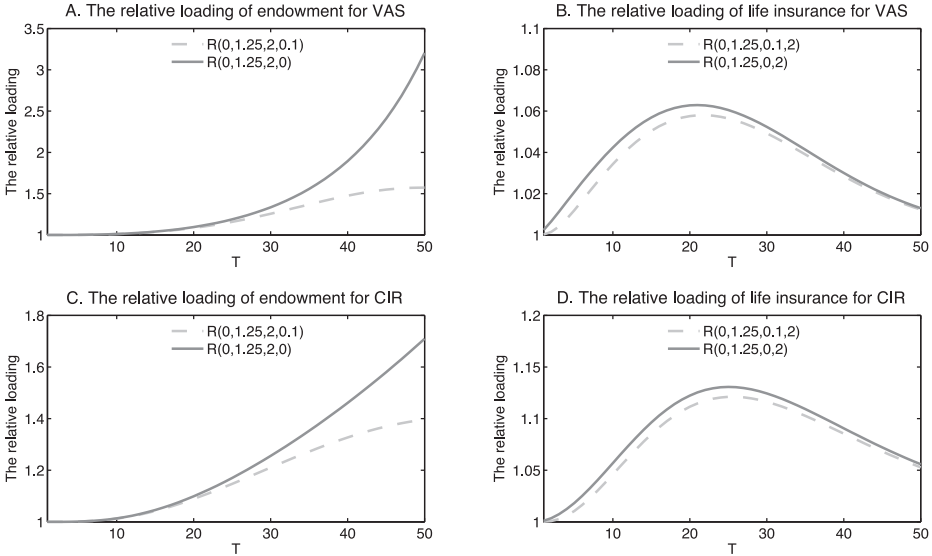 A. The relative loading of endowment for VAS
The relative loading
3.5
3
2.5
2
1.5
1
R(0,1.25,2,0.1)
R(0,1.25,2,0)
10
20
30
40
50
T
B. The relative loading of life insurance for VAS
The relative loading
1.1
1.08
1.06
1.04
1.02
1
R(0,1.25,0.1,2)
R(0,1.25,0,2)
10
20
30
40
50
T
C. The relative loading of endowment for CIR
The relative loading
1.8
1.6
1.4
1.2
1
R(0,1.25,2,0.1)
R(0,1.25,2,0)
10
20
30
40
50
T
D. The relative loading of life insurance for CIR
The relative loading
1.2
1.15
1.1
1.05
1
R(0,1.25,0.1,2)
R(0,1.25,0,2)
10
20
30
40
50
T